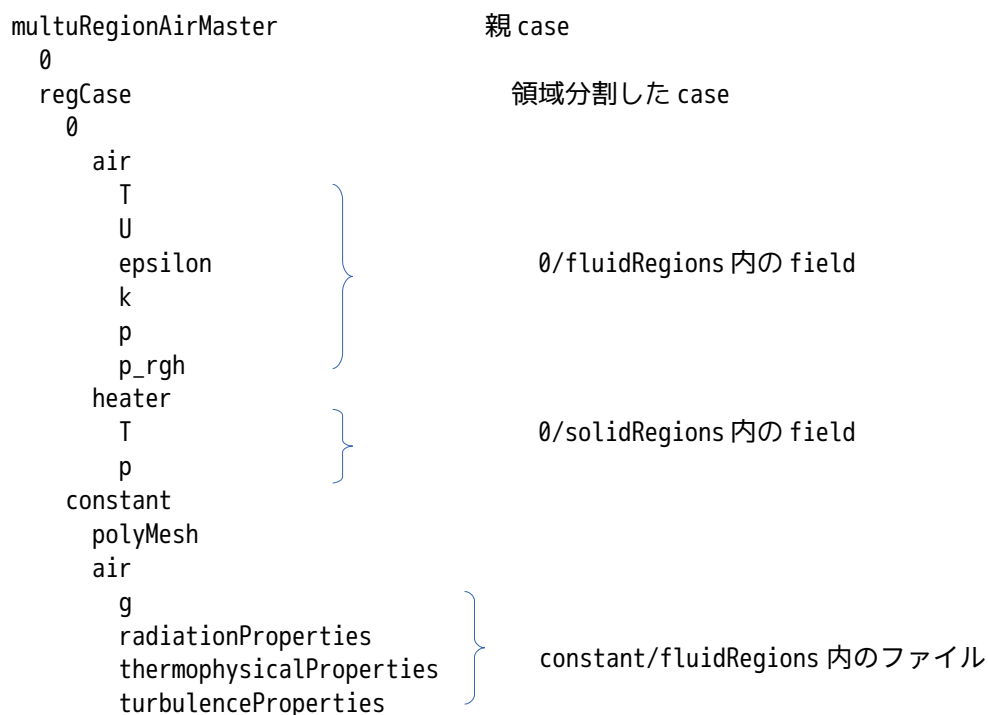 multuRegionAirMaster 親 case
0
regCase 領域分割した case
0
air
T
U
epsilon 0/fluidRegions 内の field
k
p
p_rgh
heater
T 0/solidRegions 内の field
p
constant
polyMesh
air
g
radiationProperties
thermophysicalProperties constant/fluidRegions 内のファイル
turbulenceProperties